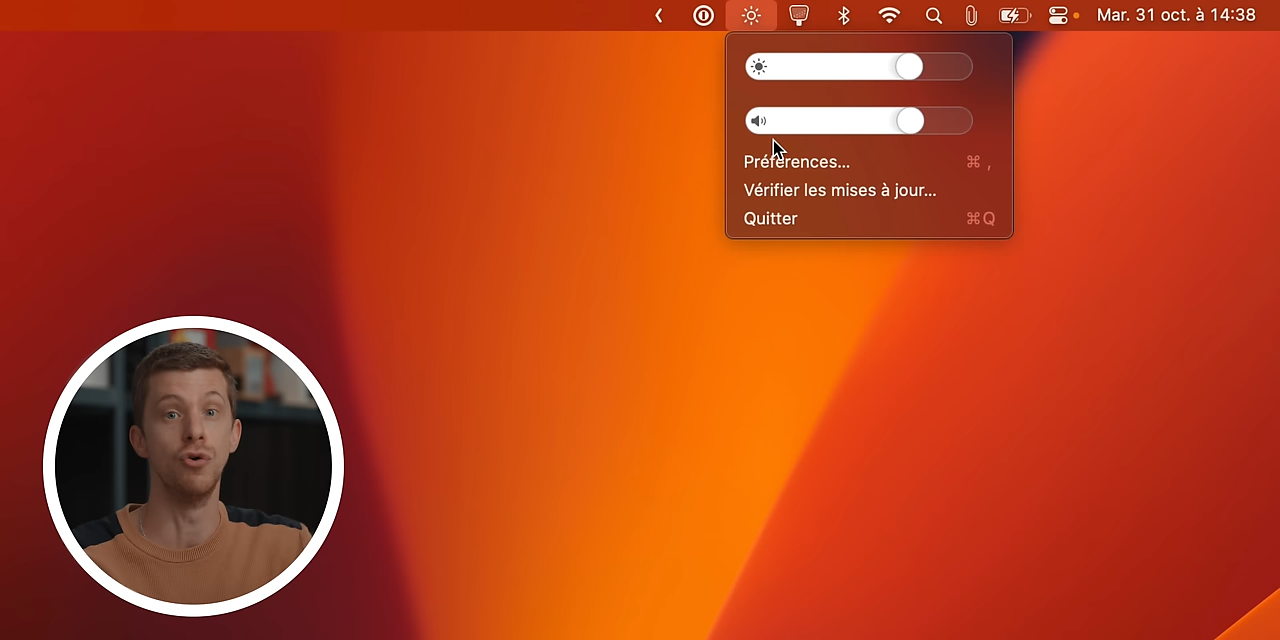 Mar. 31 oct. à 14:38
Préférences... ⌘ ,
Vérifier les mises à jour...
Quitter ⌘Q